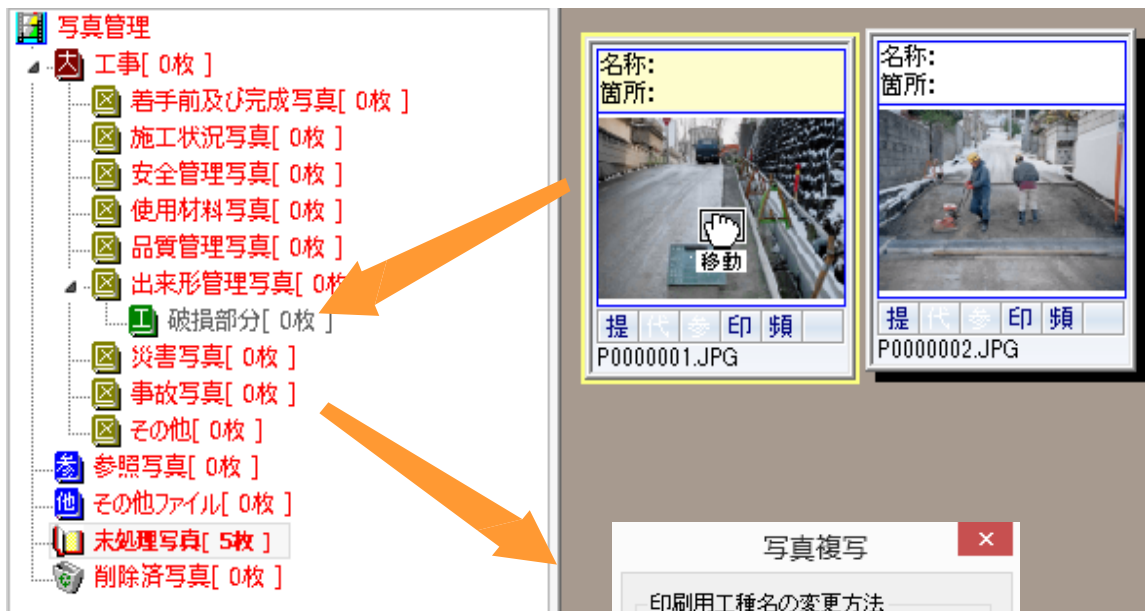 写真管理
大 工事[ 0枚 ]
着手前及び完成写真[ 0枚 ]
施工状況写真[ 0枚 ]
安全管理写真[ 0枚 ]
使用材料写真[ 0枚 ]
品質管理写真[ 0枚 ]
出来形管理写真[ 0枚
工 破損部分[ 0枚 ]
災害写真[ 0枚 ]
事故写真[ 0枚 ]
その他[ 0枚 ]
参 参照写真[ 0枚 ]
他 その他ファイル[ 0枚 ]
未処理写真[ 5枚 ]
削除済写真[ 0枚 ]
名称:
箇所:
移動
提 代 参 印 頻
P0000001.JPG
名称:
箇所:
提 代 参 印 頻
P0000002.JPG
写真複写
印刷用工種名の変更方法